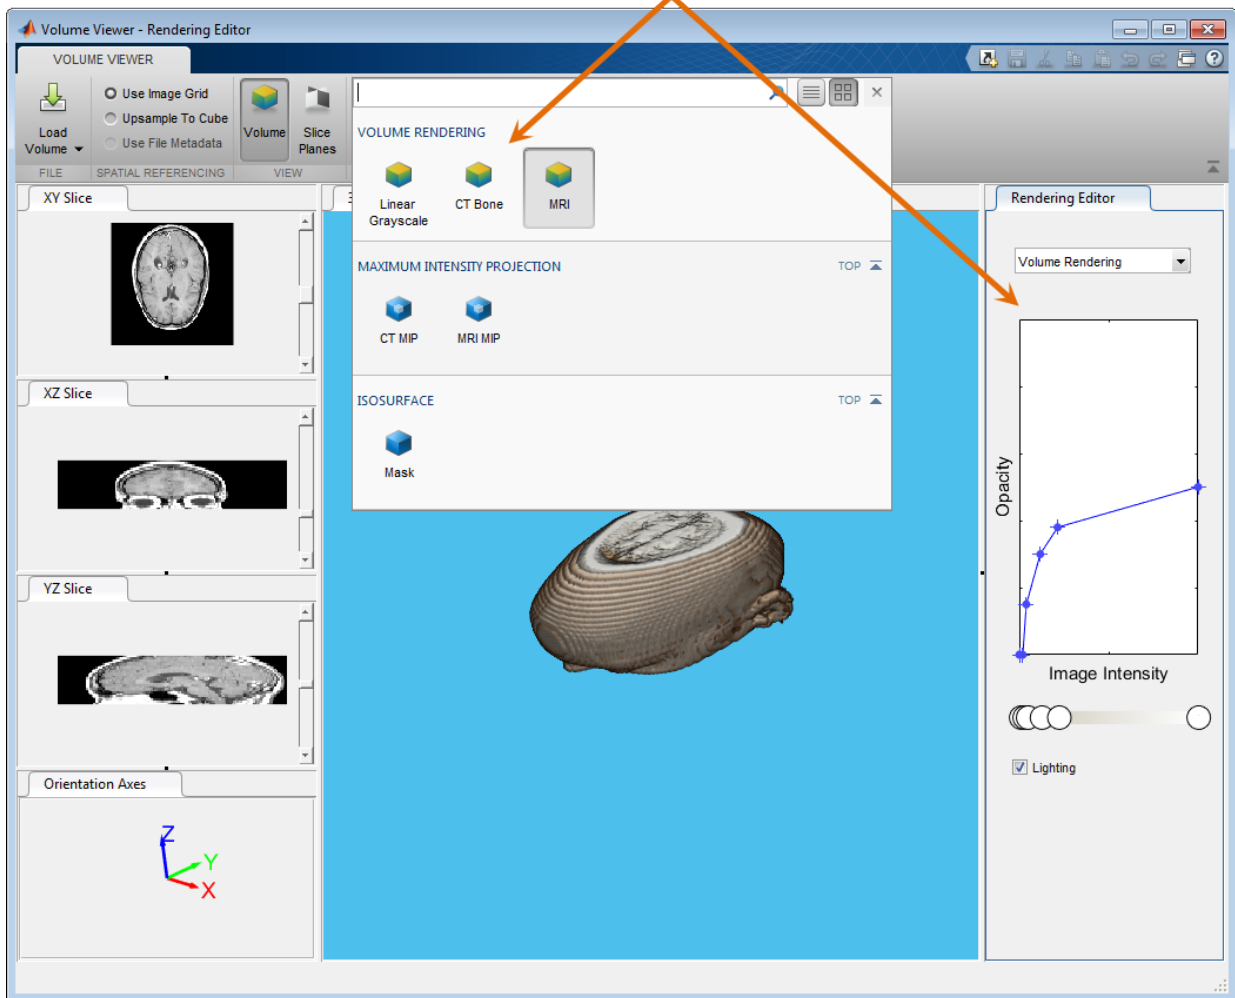 Volume Viewer - Rendering Editor
VOLUME VIEWER
Load
Volume
Use Image Grid
Upsample To Cube
Use File Metadata
Volume
Slice
Planes
FILE
SPATIAL REFERENCING
VIEW
VOLUME RENDERING
Linear
Grayscale
CT Bone
MRI
MAXIMUM INTENSITY PROJECTION
TOP
CT MIP
MRI MIP
ISOSURFACE
TOP
Mask
XY Slice
XZ Slice
YZ Slice
Orientation Axes
Z
Y
X
3
Rendering Editor
Volume Rendering
Opacity
Image Intensity
Lighting